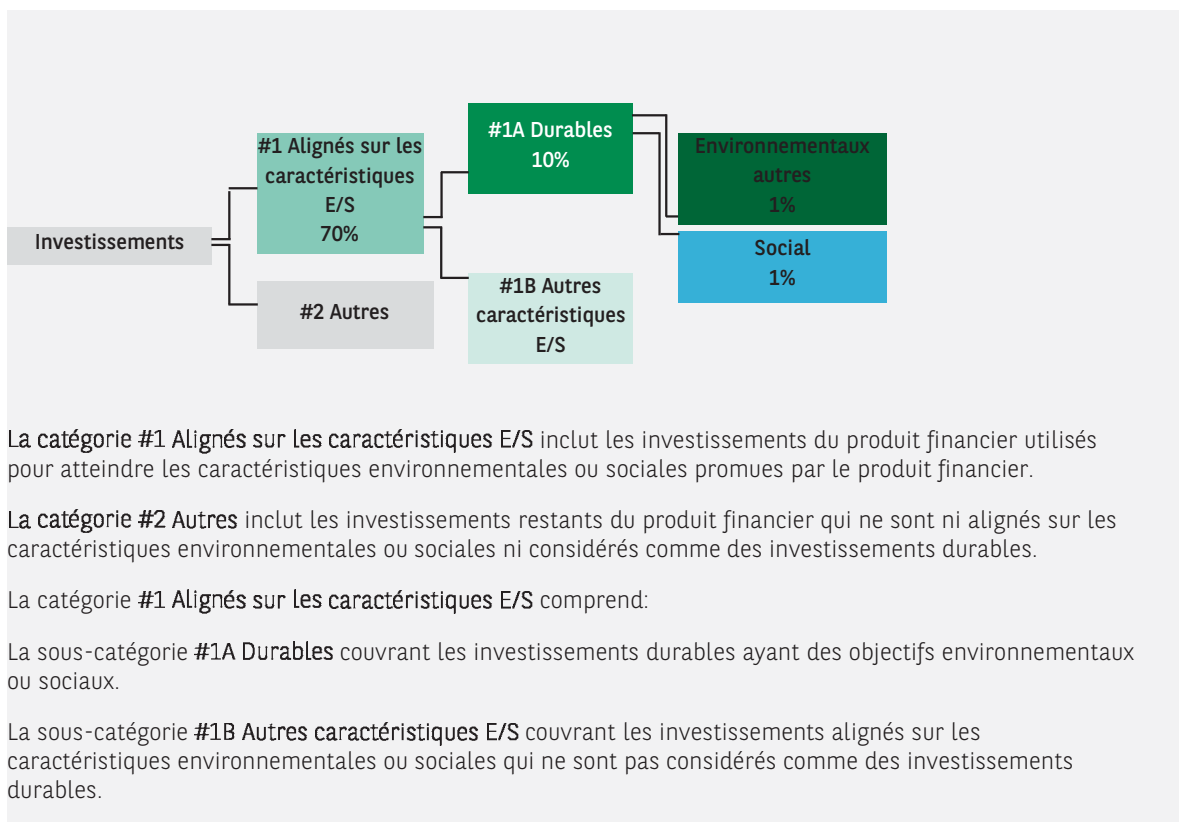 #1A Durables
10%
#1 Alignés sur les
caractéristiques
E/S
70%
Environnementaux
autres
1%
Investissements
Social
1%
#2 Autres
#1B Autres
caractéristiques
E/S
La catégorie #1 Alignés sur les caractéristiques E/S inclut les investissements du produit financier utilisés
pour atteindre les caractéristiques environnementales ou sociales promues par le produit financier.
La catégorie #2 Autres inclut les investissements restants du produit financier qui ne sont ni alignés sur les
caractéristiques environnementales ou sociales ni considérés comme des investissements durables.
La catégorie #1 Alignés sur les caractéristiques E/S comprend:
La sous-catégorie #1A Durables couvrant les investissements durables ayant des objectifs environnementaux
ou sociaux.
La sous-catégorie #1B Autres caractéristiques E/S couvrant les investissements alignés sur les
caractéristiques environnementales ou sociales qui ne sont pas considérés comme des investissements
durables.